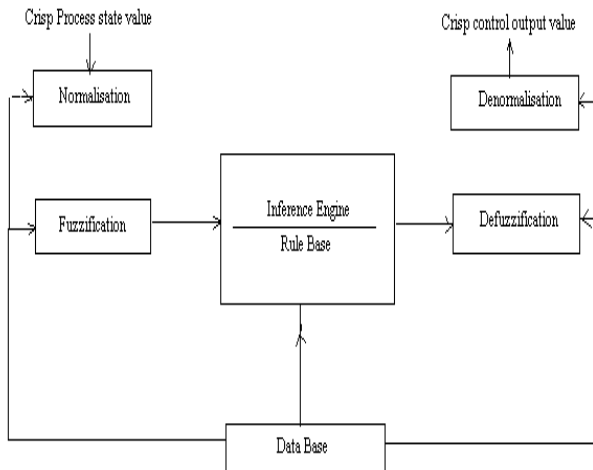 Crisp Process state value
Crisp control output value
Normalisation
Denormalisation
Fuzzification
Inference Engine
Rule Base
Defuzzification
Data Base